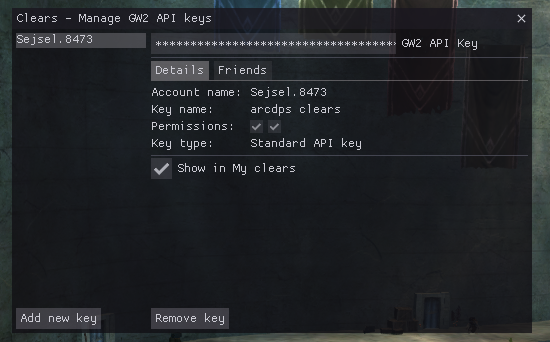 Clears - Manage GW2 API keys
Sejsel.8473
************************************ GW2 API Key
Details Friends
Account name: Sejsel.8473
Key name: arcdps clears
Permissions:
Key type: Standard API key
Show in My clears
Add new key Remove key